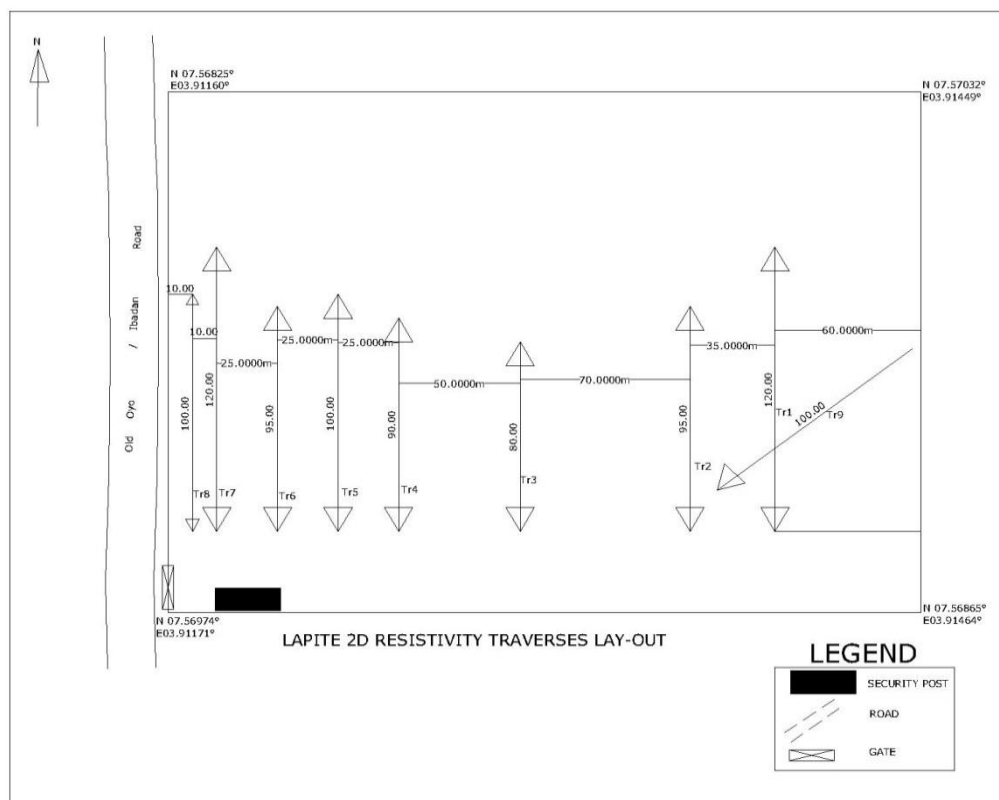 N
N 07.56825°
E03.91160°
N 07.57032°
E03.91449°
Old Oyo / Ibadan Road
10.00
10.00
25.0000m
25.0000m
25.0000m
50.0000m
70.0000m
35.0000m
60.0000m
100.00
120.00
95.00
100.00
90.00
80.00
95.00
120.00
100.00
Tr8
Tr7
Tr6
Tr5
Tr4
Tr3
Tr2
Tr1
Tr9
N 07.56974°
E03.91171°
N 07.56865°
E03.91464°
LAPITE 2D RESISTIVITY TRAVERSES LAY-OUT
LEGEND
SECURITY POST
ROAD
GATE